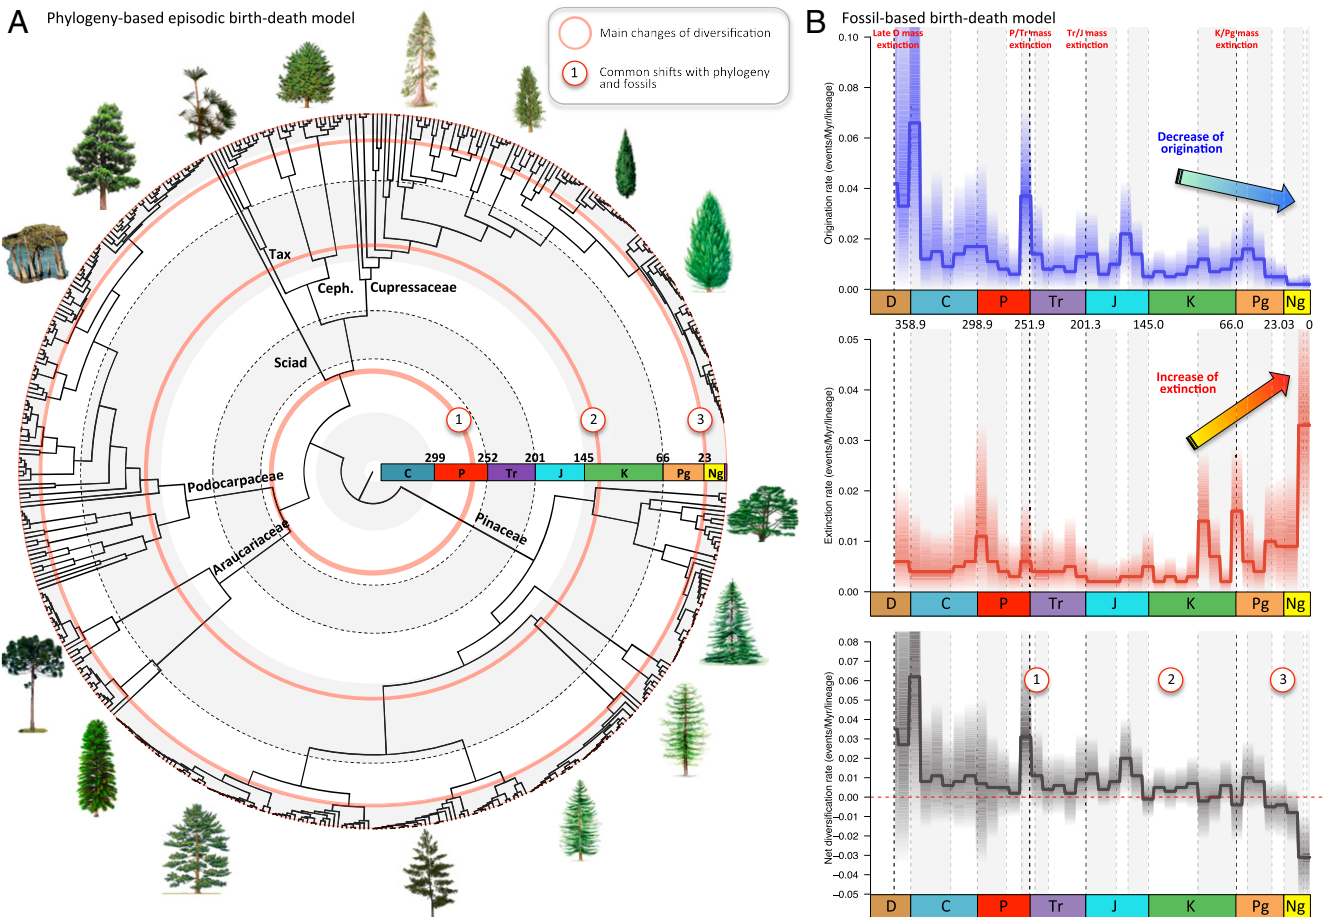 A Phylogeny-based episodic birth-death model
Main changes of diversification
1 Common shifts with phylogeny
and fossils
Tax
Ceph.
Cupressaceae
Sciad
1
2
3
299 252 201 145 66 23
C P Tr J K Pg Ng
Podocarpaceae
Araucariaceae
Pinaceae
B Fossil-based birth-death model
Late O mass
extinction
P/Tr mass
extinction
Tr/J mass
extinction
K/Pg mass
extinction
Origination rate (events/Myr/lineage)
0.10
0.08
0.06
0.04
0.02
0.00
Decrease of
origination
D C P Tr J K Pg Ng
358.9 298.9 251.9 201.3 145.0 66.0 23.03 0
Extinction rate (events/Myr/lineage)
0.05
0.04
0.03
0.02
0.01
0.00
Increase of
extinction
D C P Tr J K Pg Ng
Net diversification rate (events/Myr/lineage)
0.08
0.07
0.06
0.05
0.04
0.03
0.02
0.01
0.00
−0.01
−0.02
−0.03
−0.04
−0.05
1
2
3
D C P Tr J K Pg Ng